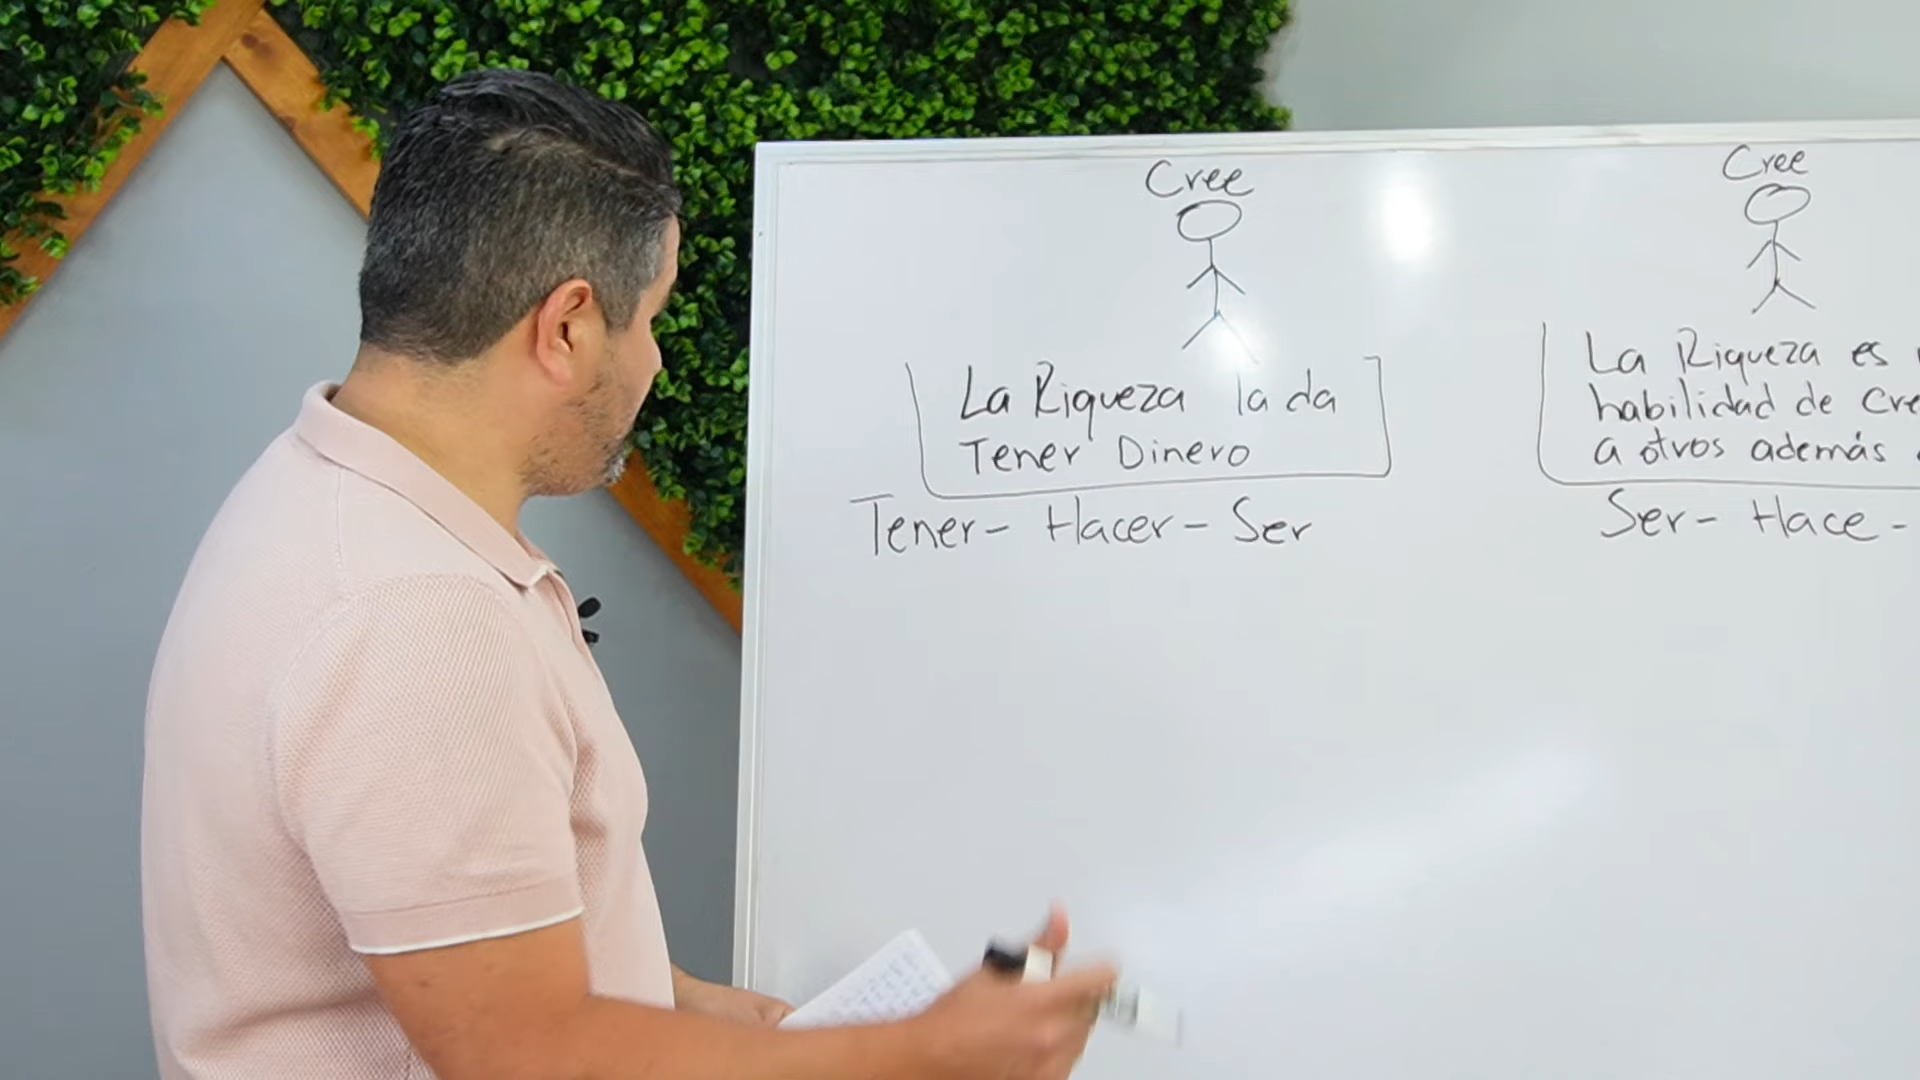 Cree
La Riqueza la da
Tener Dinero
Tener - Hacer - Ser
Cree
La Riqueza es
habilidad de Cre
a otros además
Ser - Hace -